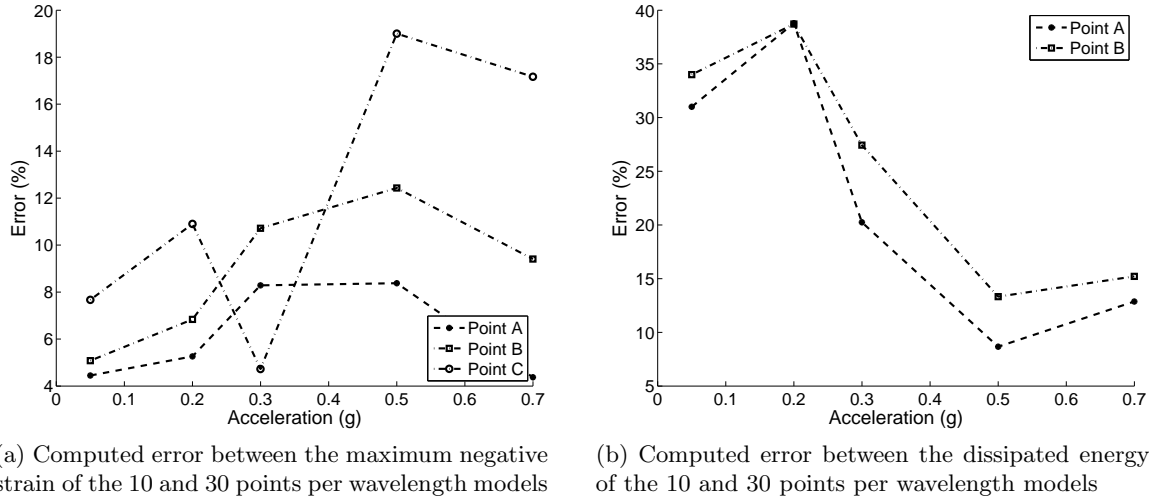 20
18
16
14
12
10
8
6
4
Error (%)
0 0.1 0.2 0.3 0.4 0.5 0.6 0.7
Acceleration (g)
Point A
Point B
Point C
(a) Computed error between the maximum negative
strain of the 10 and 30 points per wavelength models
40
35
30
25
20
15
10
5
Error (%)
0 0.1 0.2 0.3 0.4 0.5 0.6 0.7
Acceleration (g)
Point A
Point B
(b) Computed error between the dissipated energy
of the 10 and 30 points per wavelength models